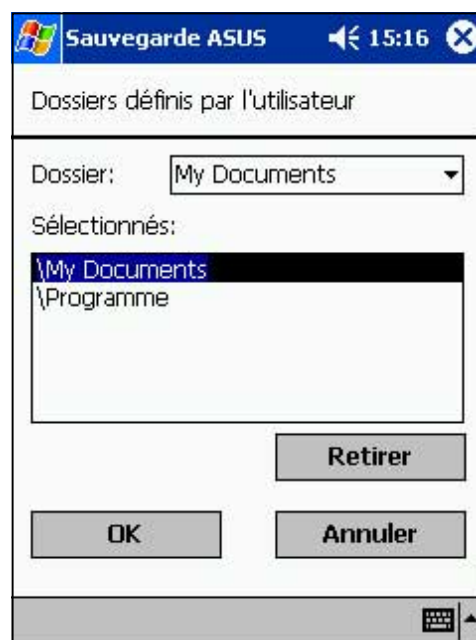 Sauvegarde ASUS 15:16
Dossiers définis par l'utilisateur
Dossier: My Documents
Sélectionnés:
\My Documents
\Programme
Retirer
OK Annuler